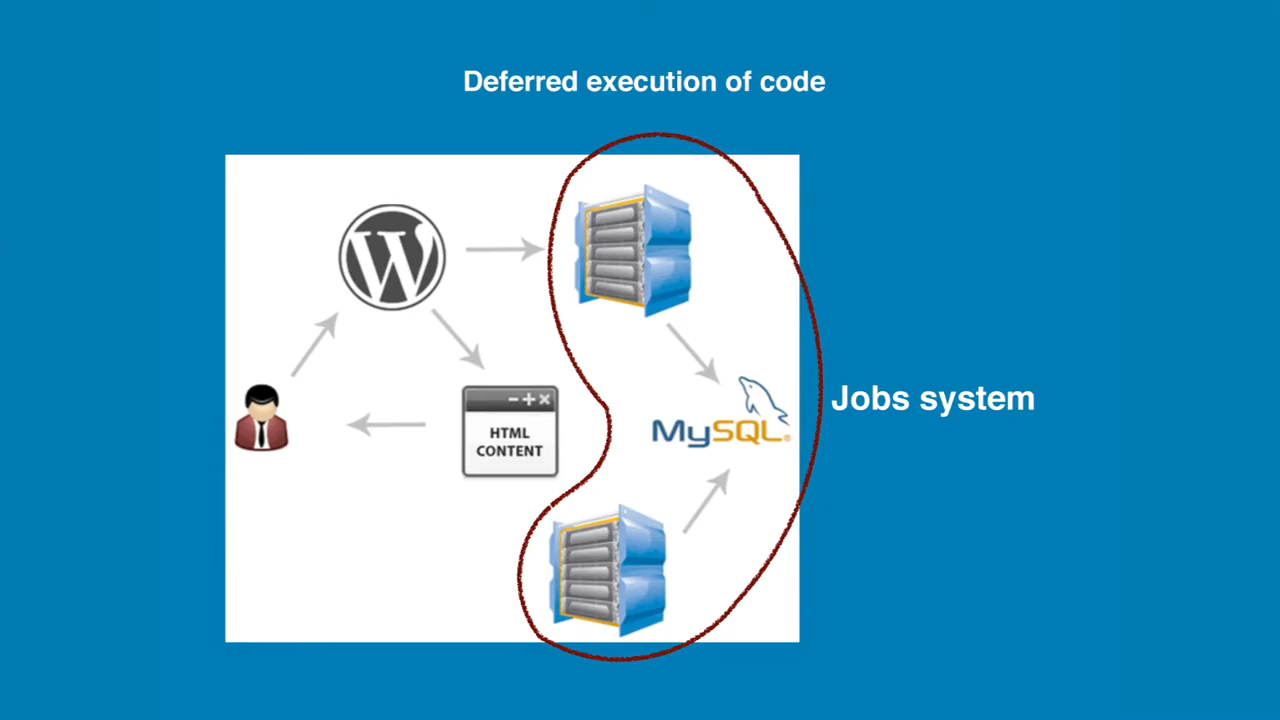 Deferred execution of code
W
HTML
CONTENT
MySQL®
Jobs system